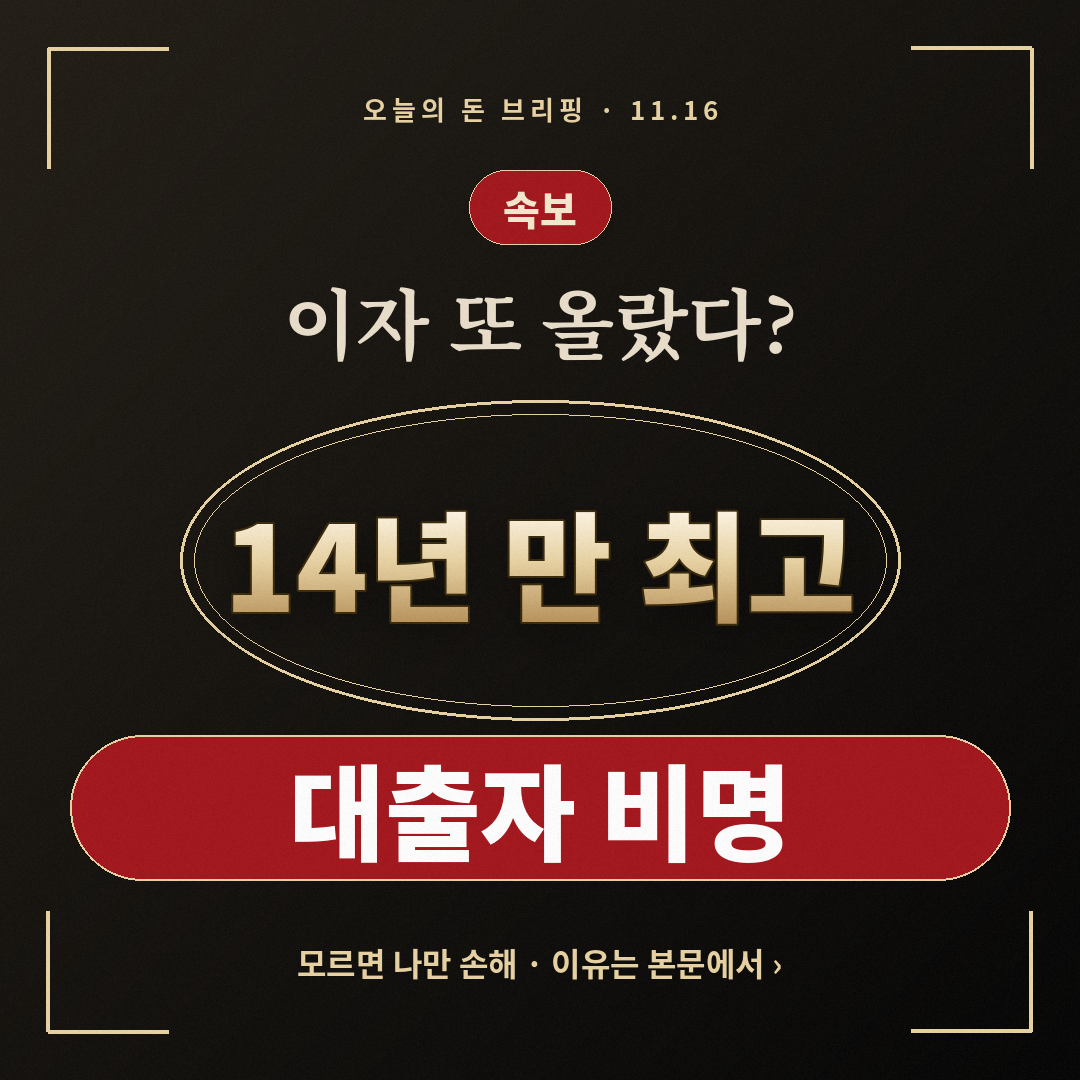 오늘의 돈 브리핑 · 11.16
속보
이자 또 올랐다?
14년 만 최고
대출자 비명
모르면 나만 손해 · 이유는 본문에서 ›